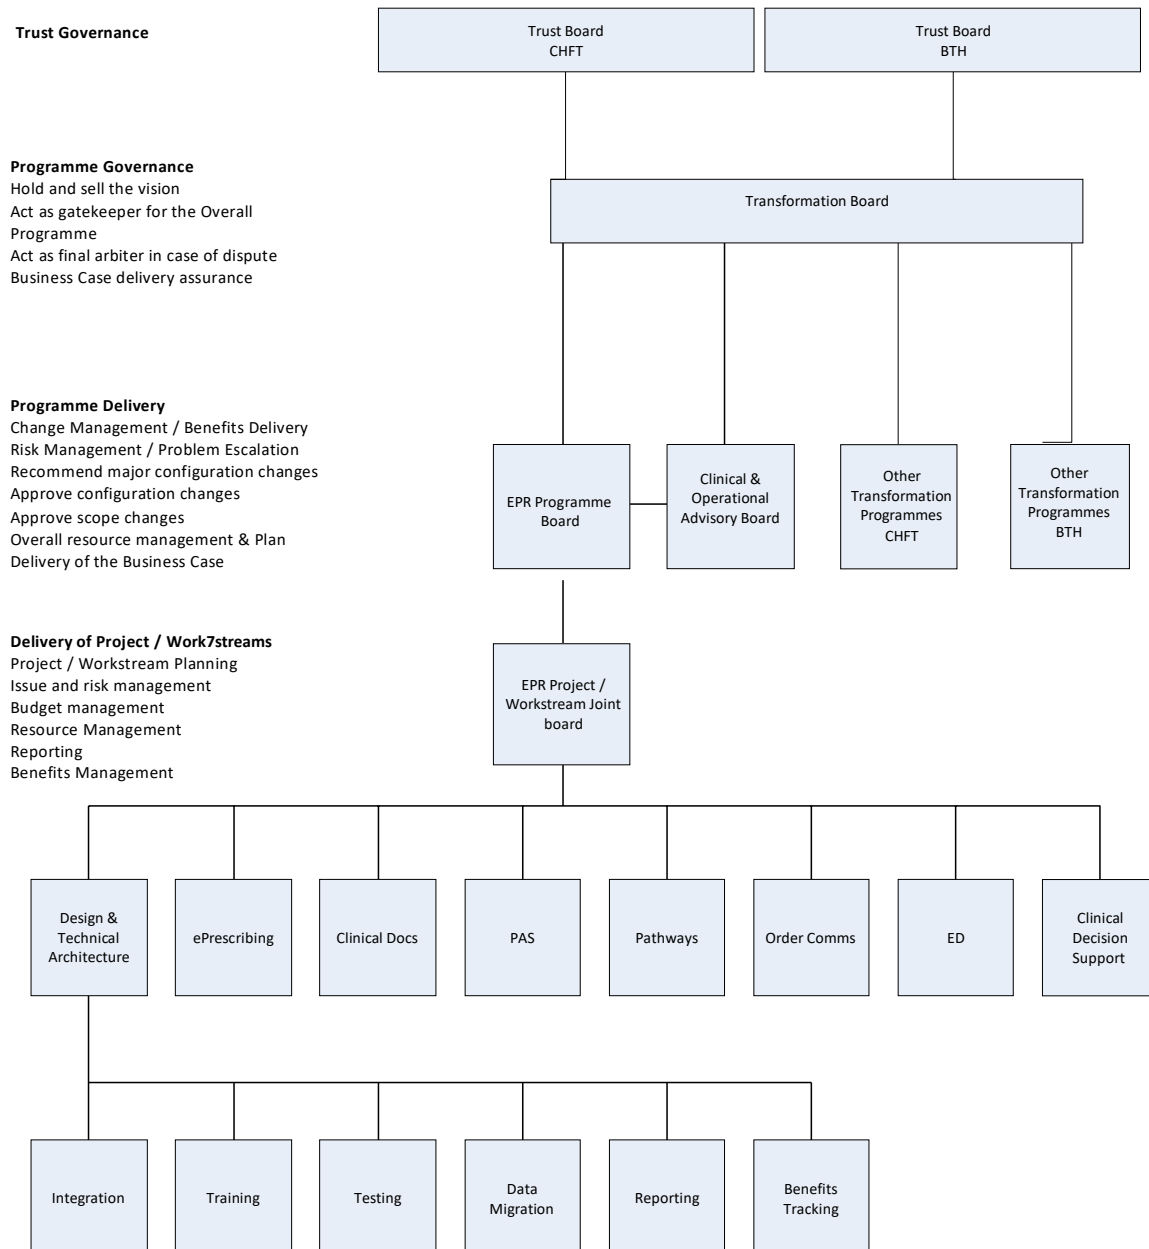 Trust Governance
Trust Board
CHFT
Trust Board
BTH
Programme Governance
Hold and sell the vision
Act as gatekeeper for the Overall
Programme
Act as final arbiter in case of dispute
Business Case delivery assurance
Transformation Board
Programme Delivery
Change Management / Benefits Delivery
Risk Management / Problem Escalation
Recommend major configuration changes
Approve configuration changes
Approve scope changes
Overall resource management & Plan
Delivery of the Business Case
EPR Programme
Board
Clinical &
Operational
Advisory Board
Other
Transformation
Programmes
CHFT
Other
Transformation
Programmes
BTH
Delivery of Project / Work7streams
Project / Workstream Planning
Issue and risk management
Budget management
Resource Management
Reporting
Benefits Management
EPR Project /
Workstream Joint
board
Design &
Technical
Architecture
ePrescribing
Clinical Docs
PAS
Pathways
Order Comms
ED
Clinical
Decision
Support
Integration
Training
Testing
Data
Migration
Reporting
Benefits
Tracking